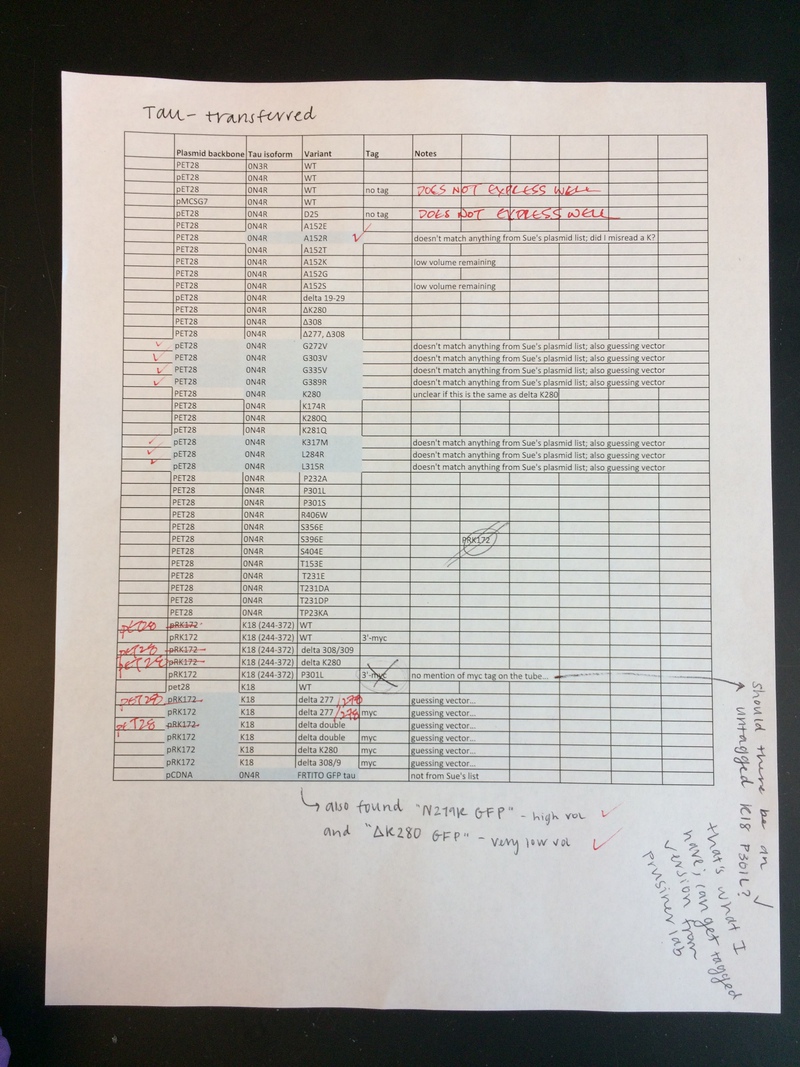 Tau- transferred
Plasmid backbone Tau isoform Variant Tag Notes
PET28 0N3R WT
pET28 0N4R WT
pET28 0N4R WT no tag DOES NOT EXPRESS WELL
pMCSG7 0N4R WT
pET28 0N4R D25 no tag DOES NOT EXPRESS WELL
PET28 0N4R A152E
PET28 0N4R A152R ✓ doesn't match anything from Sue's plasmid list; did I misread a K?
PET28 0N4R A152T
PET28 0N4R A152K low volume remaining
PET28 0N4R A152G
PET28 0N4R A152S low volume remaining
pET28 0N4R delta 19-29
PET28 0N4R ΔK280
PET28 0N4R Δ308
PET28 0N4R Δ277, Δ308
✓ pET28 0N4R G272V doesn't match anything from Sue's plasmid list; also guessing vector
✓ PET28 0N4R G303V doesn't match anything from Sue's plasmid list; also guessing vector
✓ PET28 0N4R G335V doesn't match anything from Sue's plasmid list; also guessing vector
✓ PET28 0N4R G389R doesn't match anything from Sue's plasmid list; also guessing vector
PET28 0N4R K280 unclear if this is the same as delta K280
PET28 0N4R K174R
PET28 0N4R K280Q
pET28 0N4R K281Q
✓ pET28 0N4R K317M doesn't match anything from Sue's plasmid list; also guessing vector
✓ pET28 0N4R L284R doesn't match anything from Sue's plasmid list; also guessing vector
✓ pET28 0N4R L315R doesn't match anything from Sue's plasmid list; also guessing vector
PET28 0N4R P232A
PET28 0N4R P301L
PET28 0N4R P301S
PET28 0N4R R406W
PET28 0N4R S356E
PET28 0N4R S396E PRK172
PET28 0N4R S404E
PET28 0N4R T153E
PET28 0N4R T231E
PET28 0N4R T231DA
PET28 0N4R T231DP
PET28 0N4R TP23KA
pET28 pRK172 K18 (244-372) WT
pRK172 K18 (244-372) WT 3'-myc
pET28 pRK172 K18 (244-372) delta 308/309
pET28 pRK172 K18 (244-372) delta K280
pRK172 K18 (244-372) P301L 3'-myc no mention of myc tag on the tube...
pet28 K18 WT
pET28 pRK172 K18 delta 277 /278 guessing vector...
pRK172 K18 delta 277 /278 myc guessing vector...
pET28 pRK172 K18 delta double guessing vector...
pRK172 K18 delta double myc guessing vector...
pRK172 K18 delta K280 myc guessing vector...
pRK172 K18 delta 308/9 myc guessing vector...
pCDNA 0N4R FRTITO GFP tau not from Sue's list
also found "N279K GFP" - high vol ✓
and "ΔK280 GFP" - very low vol ✓
should there be an
untagged K18 P301L? ✓
that's what I
have; can get tagged
version from
Prusiner lab